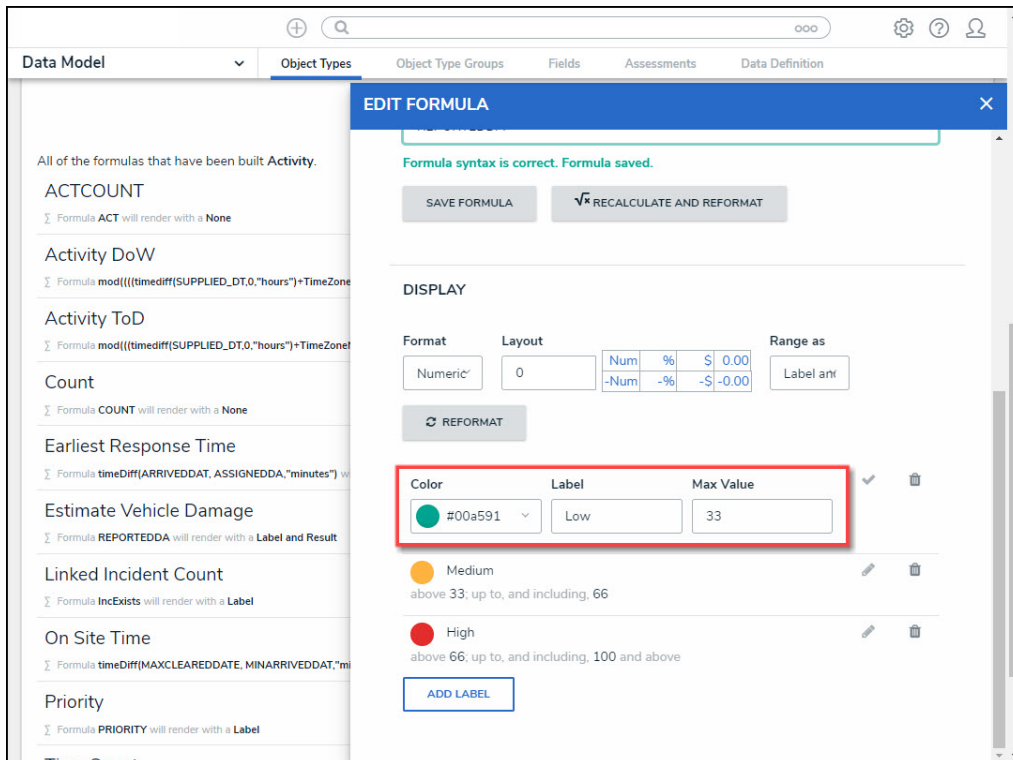 Data Model
Object Types
Object Type Groups
Fields
Assessments
Data Definition
EDIT FORMULA
All of the formulas that have been built Activity.
ACTCOUNT
∑ Formula ACT will render with a None
Activity DoW
∑ Formula mod((((timediff(SUPPLIED_DT,0,"hours")+TimeZone
Activity ToD
∑ Formula mod(((timediff(SUPPLIED_DT,0,"hours")+TimeZone
Count
∑ Formula COUNT will render with a None
Earliest Response Time
∑ Formula timeDiff(ARRIVEDDAT, ASSIGNEDDA,"minutes") w
Estimate Vehicle Damage
∑ Formula REPORTEDDA will render with a Label and Result
Linked Incident Count
∑ Formula IncExists will render with a Label
On Site Time
∑ Formula timeDiff(MAXCLEAREDDATE, MINARRIVEDDAT,"mi
Priority
∑ Formula PRIORITY will render with a Label
Formula syntax is correct. Formula saved.
SAVE FORMULA
√x RECALCULATE AND REFORMAT
DISPLAY
Format Layout Range as
Numeric 0 Label and
Num % $ 0.00
-Num -% -$ -0.00
REFORMAT
Color Label Max Value
#00a591 Low 33
Medium
above 33; up to, and including, 66
High
above 66; up to, and including, 100 and above
ADD LABEL